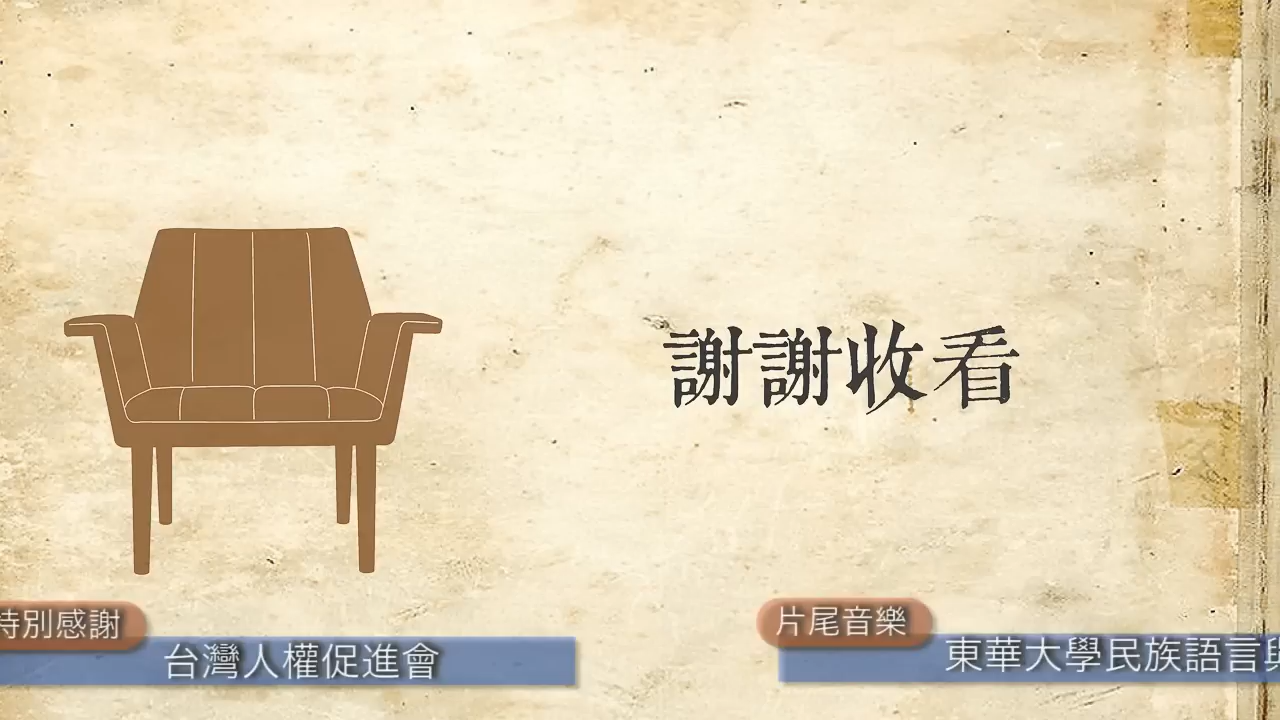 謝謝收看
特別感謝
台灣人權促進會
片尾音樂
東華大學民族語言